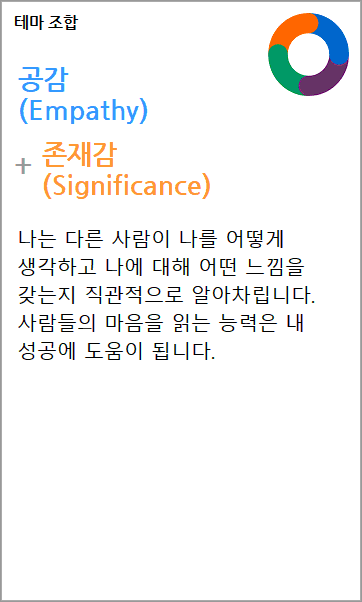 테마 조합
공감
(Empathy)
+ 존재감
(Significance)
나는 다른 사람이 나를 어떻게
생각하고 나에 대해 어떤 느낌을
갖는지 직관적으로 알아차립니다.
사람들의 마음을 읽는 능력은 내
성공에 도움이 됩니다.